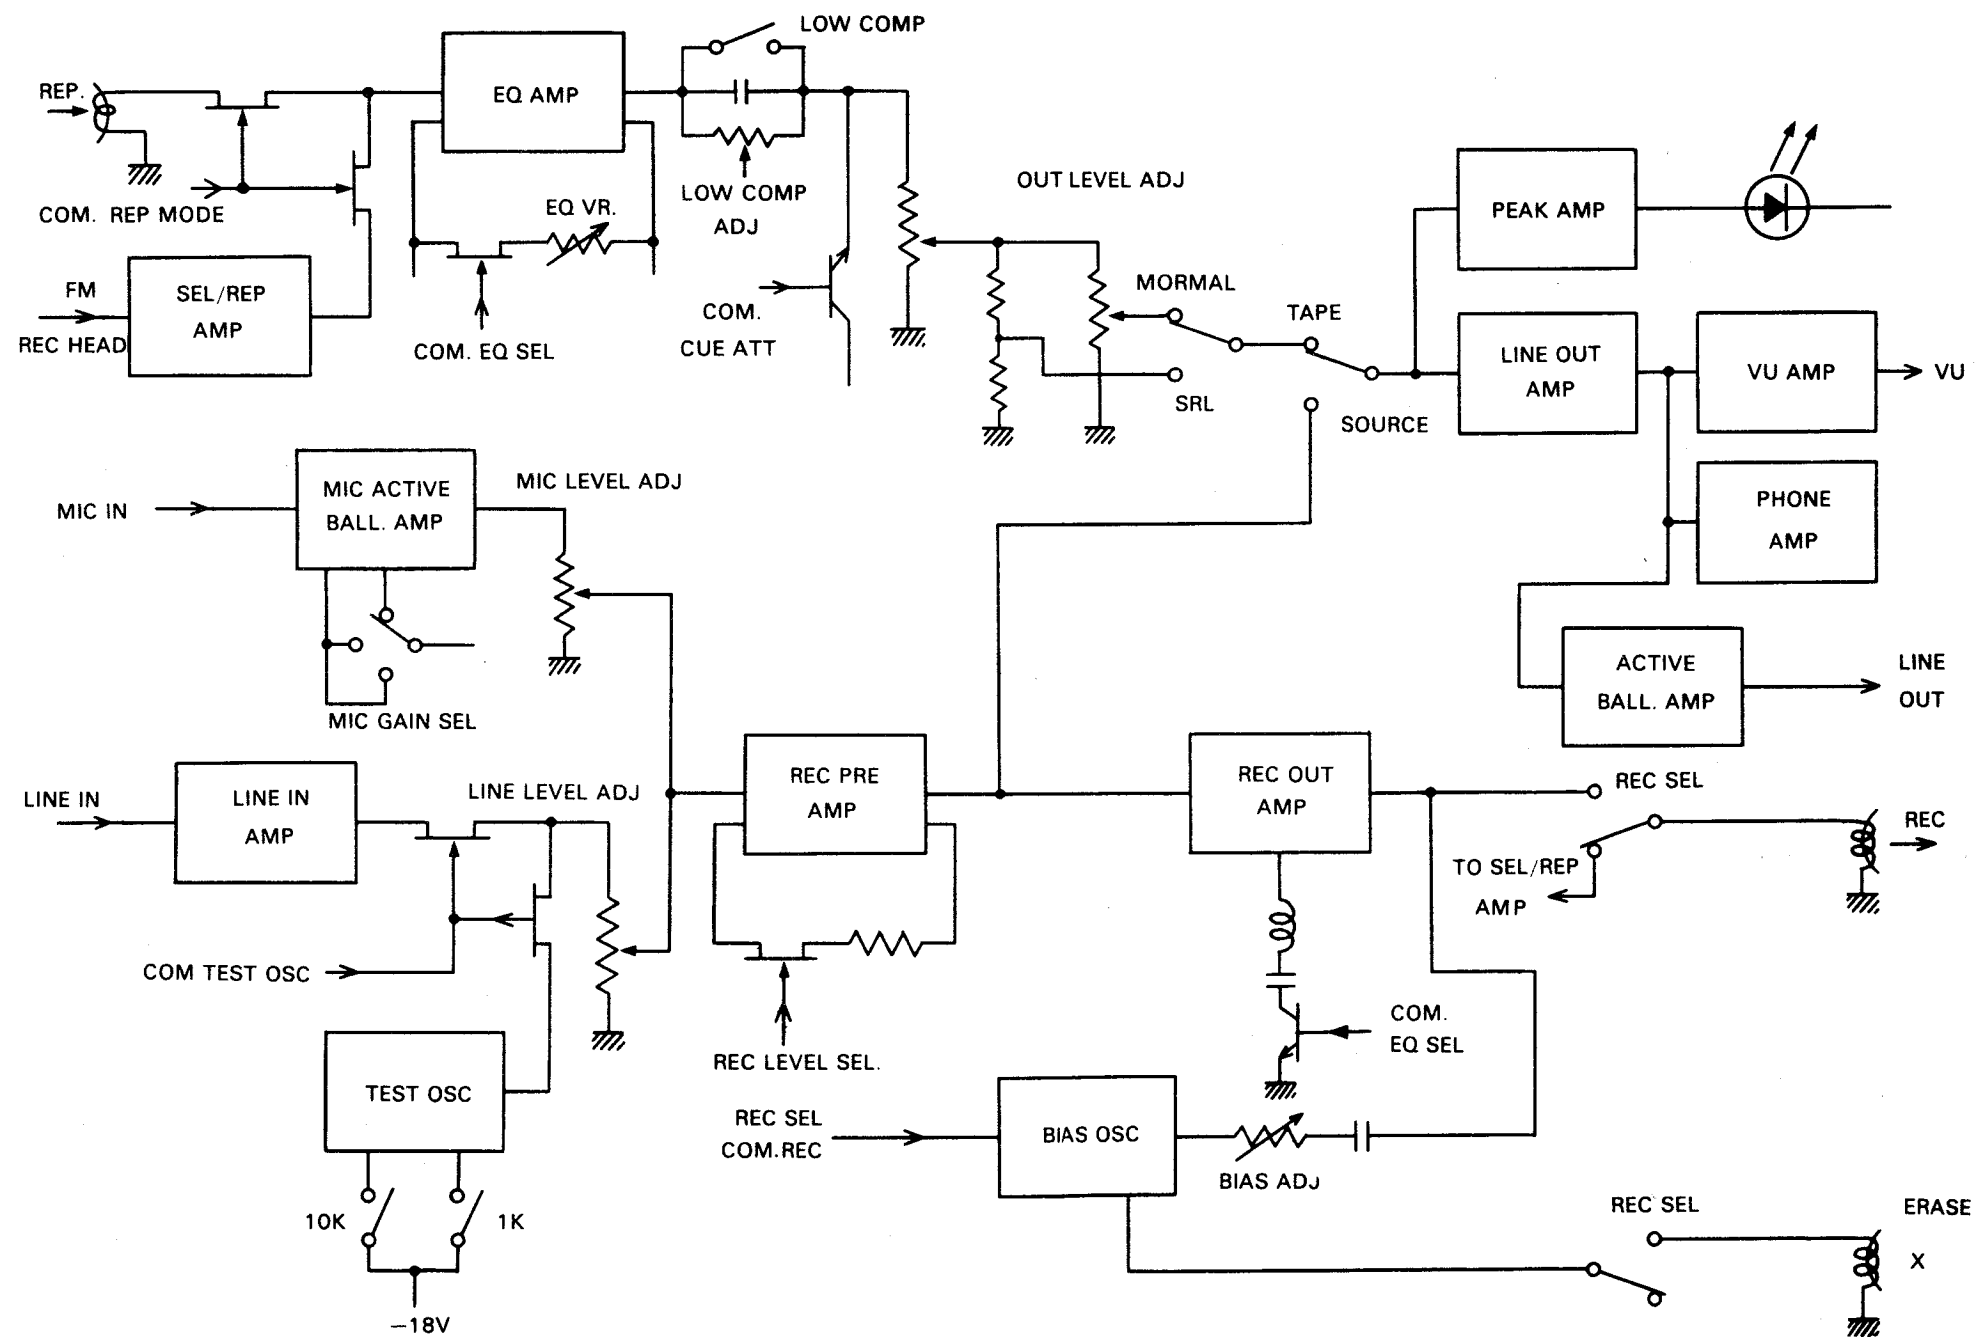 LOW COMP
REP.
EQ AMP
COM. REP MODE
LOW COMP
ADJ
EQ VR.
OUT LEVEL ADJ
PEAK AMP
FM
REC HEAD
SEL/REP
AMP
COM. EQ SEL
COM.
CUE ATT
MORMAL
TAPE
SRL
SOURCE
LINE OUT
AMP
VU AMP
VU
MIC IN
MIC ACTIVE
BALL. AMP
MIC LEVEL ADJ
MIC GAIN SEL
PHONE
AMP
ACTIVE
BALL. AMP
LINE
OUT
LINE IN
LINE IN
AMP
LINE LEVEL ADJ
REC PRE
AMP
REC OUT
AMP
REC SEL
REC
TO SEL/REP
AMP
COM TEST OSC
REC LEVEL SEL.
COM.
EQ SEL
TEST OSC
REC SEL
COM.REC
BIAS OSC
BIAS ADJ
10K
1K
−18V
REC SEL
ERASE
X